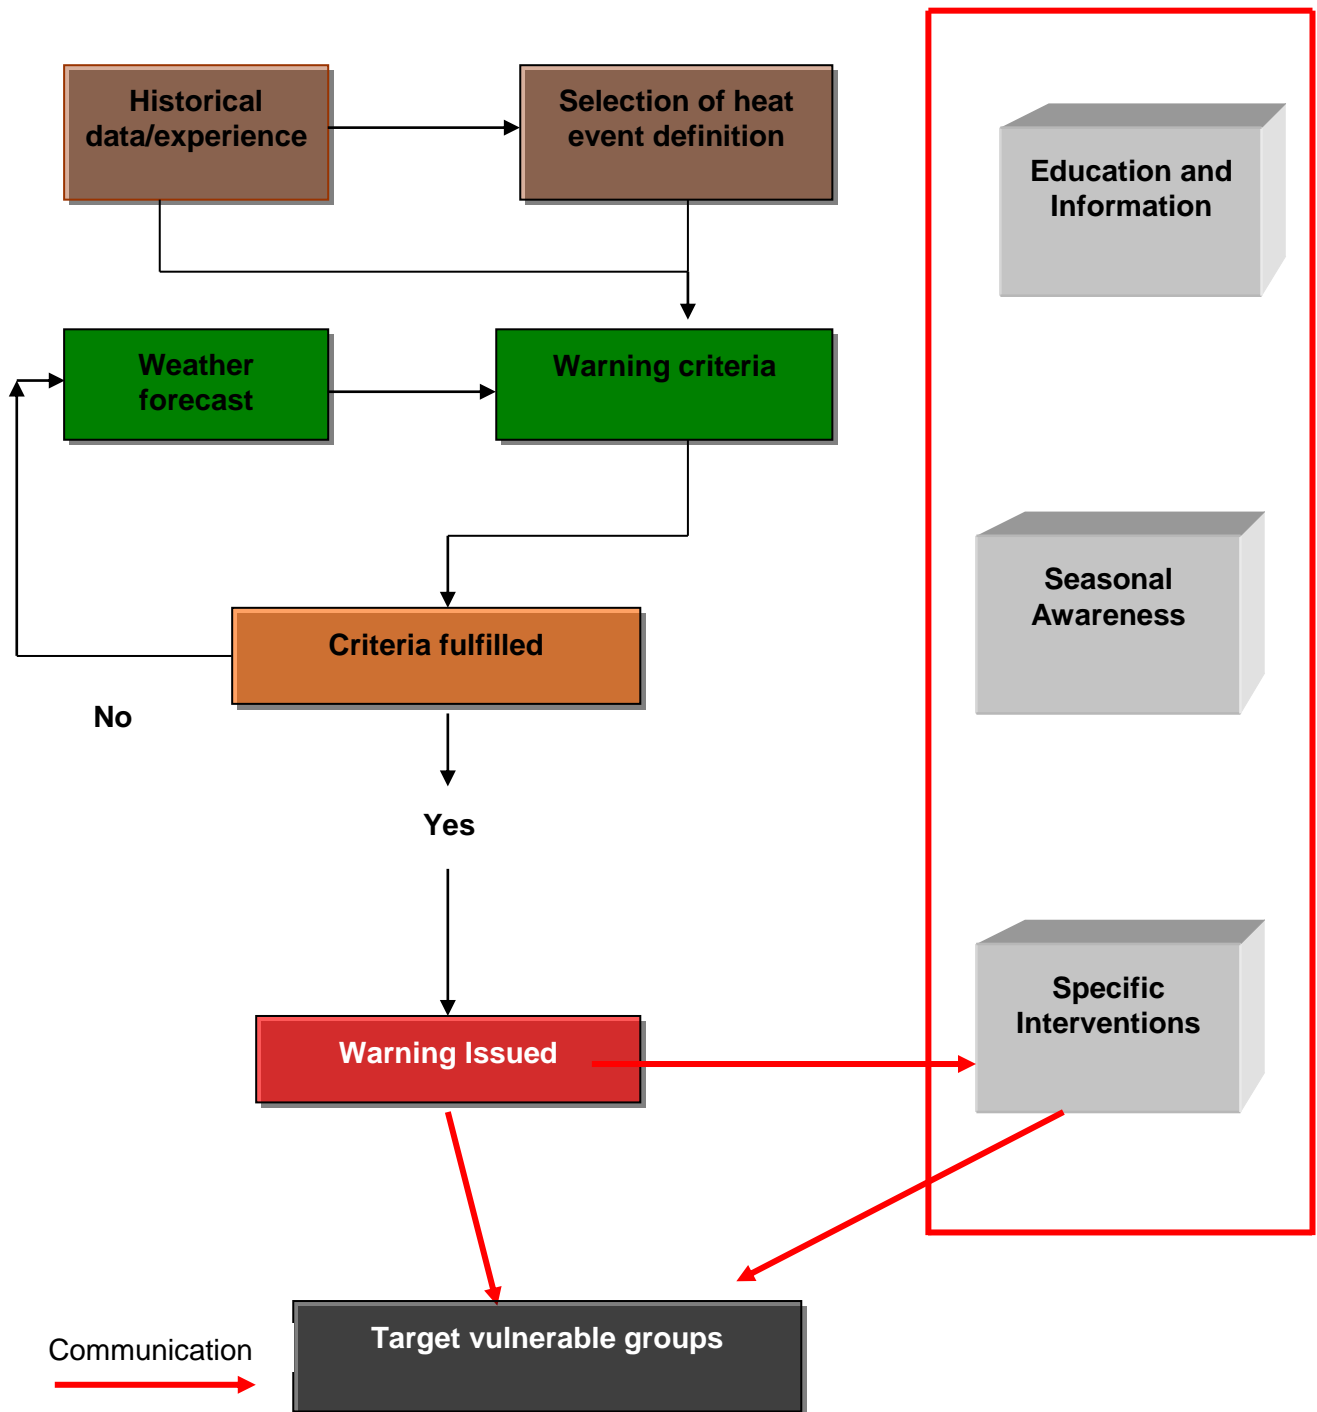 Historical
data/experience
Selection of heat
event definition
Education and
Information
Weather
forecast
Warning criteria
Seasonal
Awareness
Criteria fulfilled
No
Yes
Specific
Interventions
Warning Issued
Target vulnerable groups
Communication